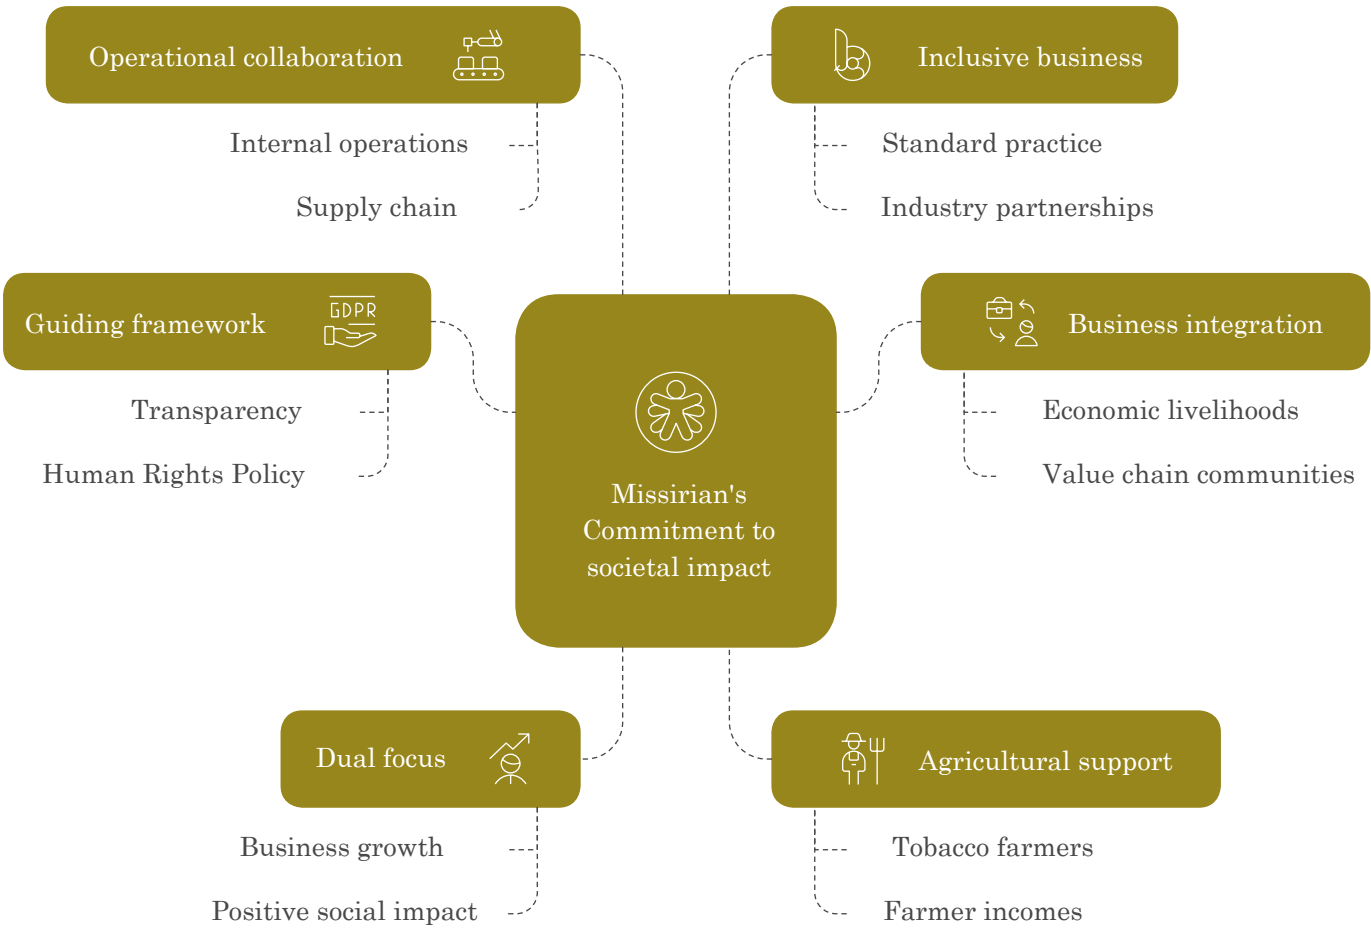 Operational collaboration
Internal operations
Supply chain
Inclusive business
Standard practice
Industry partnerships
Guiding framework
GDPR
Transparency
Human Rights Policy
Business integration
Economic livelihoods
Value chain communities
Missirian's
Commitment to
societal impact
Dual focus
Business growth
Positive social impact
Agricultural support
Tobacco farmers
Farmer incomes